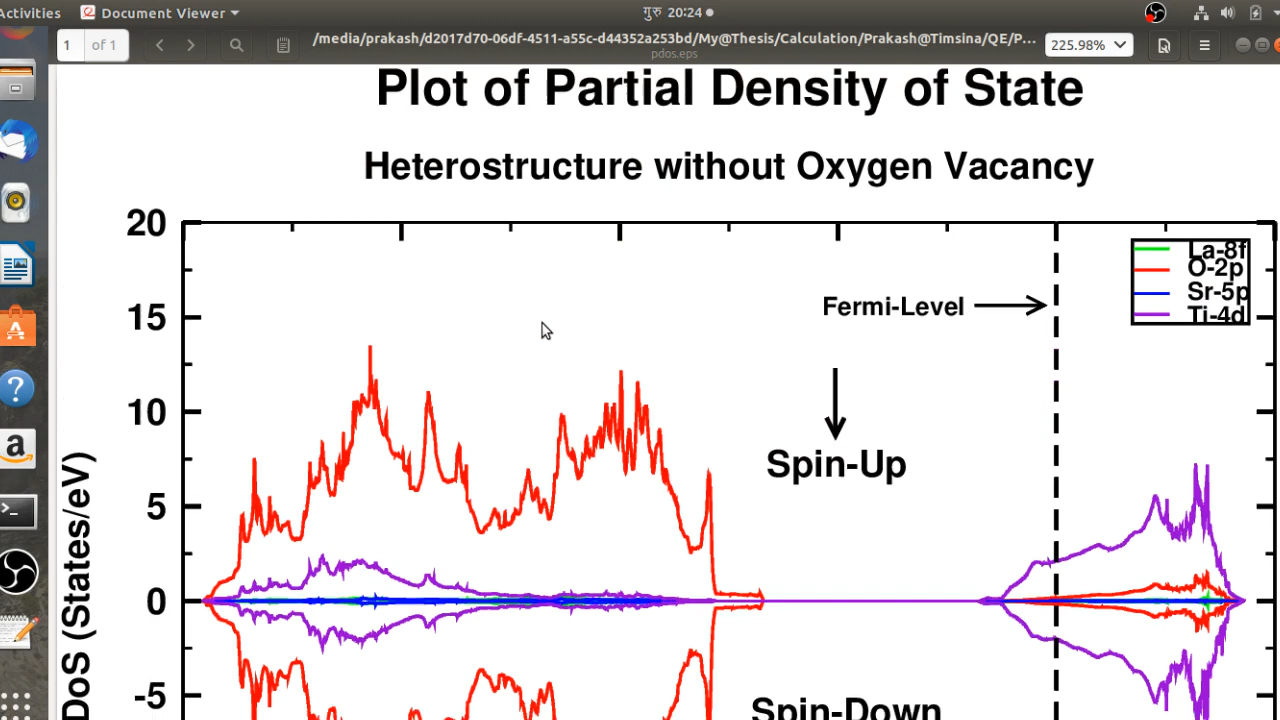 Activities
Document Viewer
गुरु 20:24
1 of 1
/media/prakash/d2017d70-06df-4511-a55c-d44352a253bd/My@Thesis/Calculation/Prakash@Timsina/QE/P...
pdos.eps
225.98%
Plot of Partial Density of State
Heterostructure without Oxygen Vacancy
20
15
10
5
0
-5
DoS (States/eV)
La-8f
O-2p
Sr-5p
Ti-4d
Fermi-Level
Spin-Up
Spin-Down